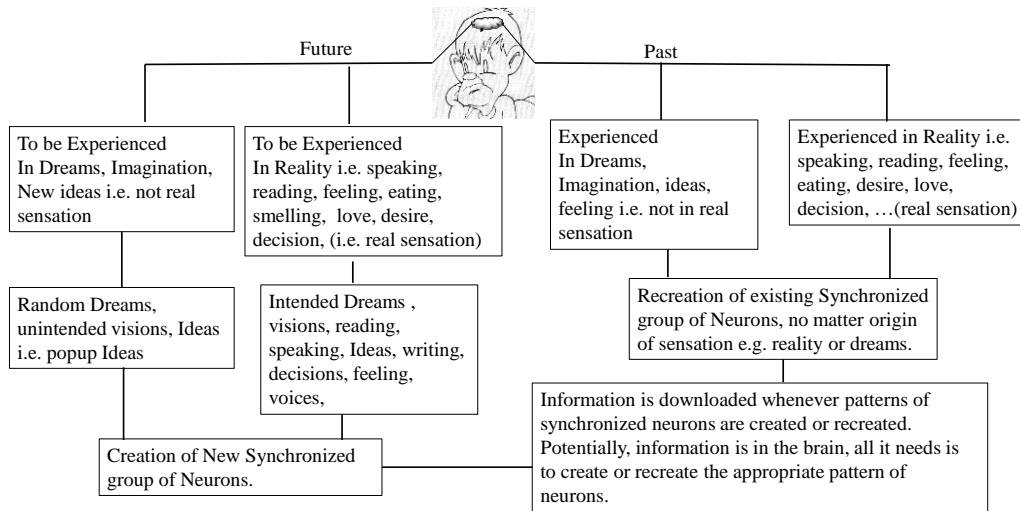 Future
Past
To be Experienced
In Dreams, Imagination,
New ideas i.e. not real
sensation
To be Experienced
In Reality i.e. speaking,
reading, feeling, eating,
smelling, love, desire,
decision, (i.e. real sensation)
Experienced
In Dreams,
Imagination, ideas,
feeling i.e. not in real
sensation
Experienced in Reality i.e.
speaking, reading, feeling,
eating, desire, love,
decision, …(real sensation)
Random Dreams,
unintended visions, Ideas
i.e. popup Ideas
Intended Dreams ,
visions, reading,
speaking, Ideas, writing,
decisions, feeling,
voices,
Recreation of existing Synchronized
group of Neurons, no matter origin
of sensation e.g. reality or dreams.
Creation of New Synchronized
group of Neurons.
Information is downloaded whenever patterns of
synchronized neurons are created or recreated.
Potentially, information is in the brain, all it needs is
to create or recreate the appropriate pattern of
neurons.